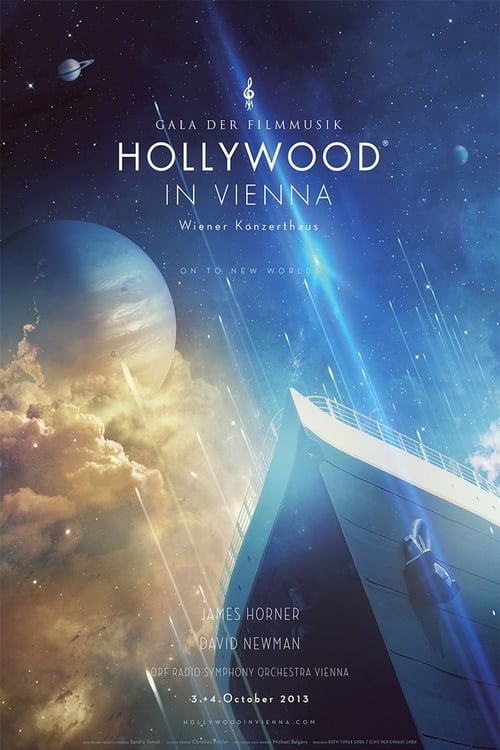 GALA DER FILMMUSIK
HOLLYWOOD®
IN VIENNA
Wiener Konzerthaus
ON TO NEW WORLDS
JAMES HORNER
DAVID NEWMAN
ORF RADIO SYMPHONY ORCHESTRA VIENNA
3.+4.October 2013
HOLLYWOODINVIENNA.COM